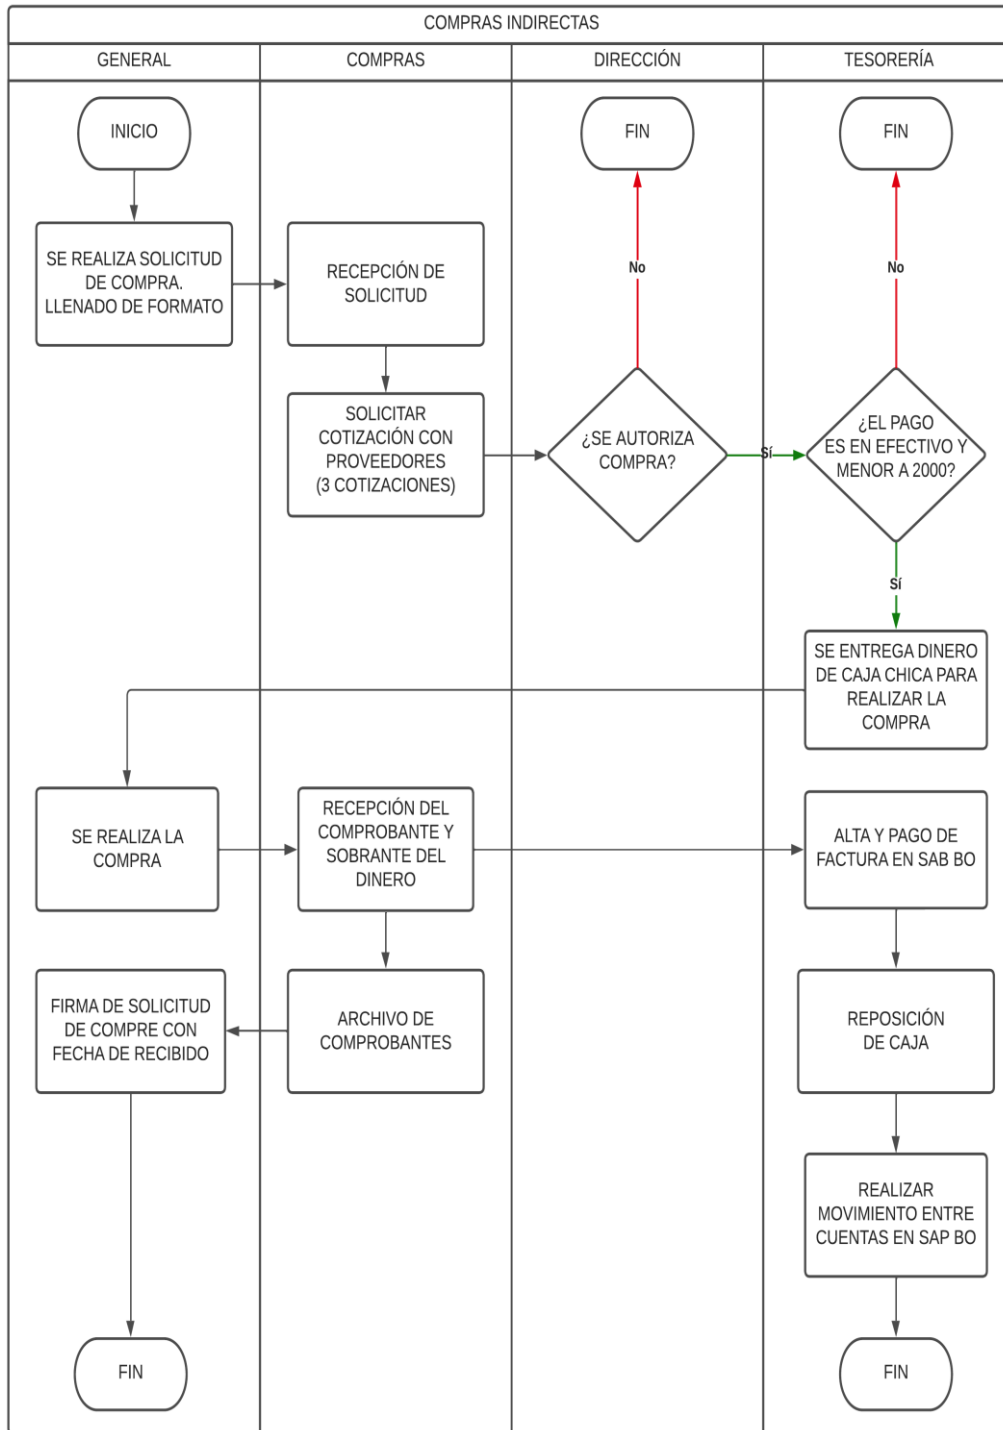 COMPRAS INDIRECTAS
GENERAL
COMPRAS
DIRECCIÓN
TESORERÍA
INICIO
FIN
FIN
SE REALIZA SOLICITUD
DE COMPRA.
LLENADO DE FORMATO
RECEPCIÓN DE
SOLICITUD
No
No
SOLICITAR
COTIZACIÓN CON
PROVEEDORES
(3 COTIZACIONES)
¿SE AUTORIZA
COMPRA?
Sí
¿EL PAGO
ES EN EFECTIVO Y
MENOR A 2000?
Sí
SE ENTREGA DINERO
DE CAJA CHICA PARA
REALIZAR LA
COMPRA
SE REALIZA LA
COMPRA
RECEPCIÓN DEL
COMPROBANTE Y
SOBRANTE DEL
DINERO
ALTA Y PAGO DE
FACTURA EN SAB BO
FIRMA DE SOLICITUD
DE COMPRE CON
FECHA DE RECIBIDO
ARCHIVO DE
COMPROBANTES
REPOSICIÓN
DE CAJA
REALIZAR
MOVIMIENTO ENTRE
CUENTAS EN SAP BO
FIN
FIN